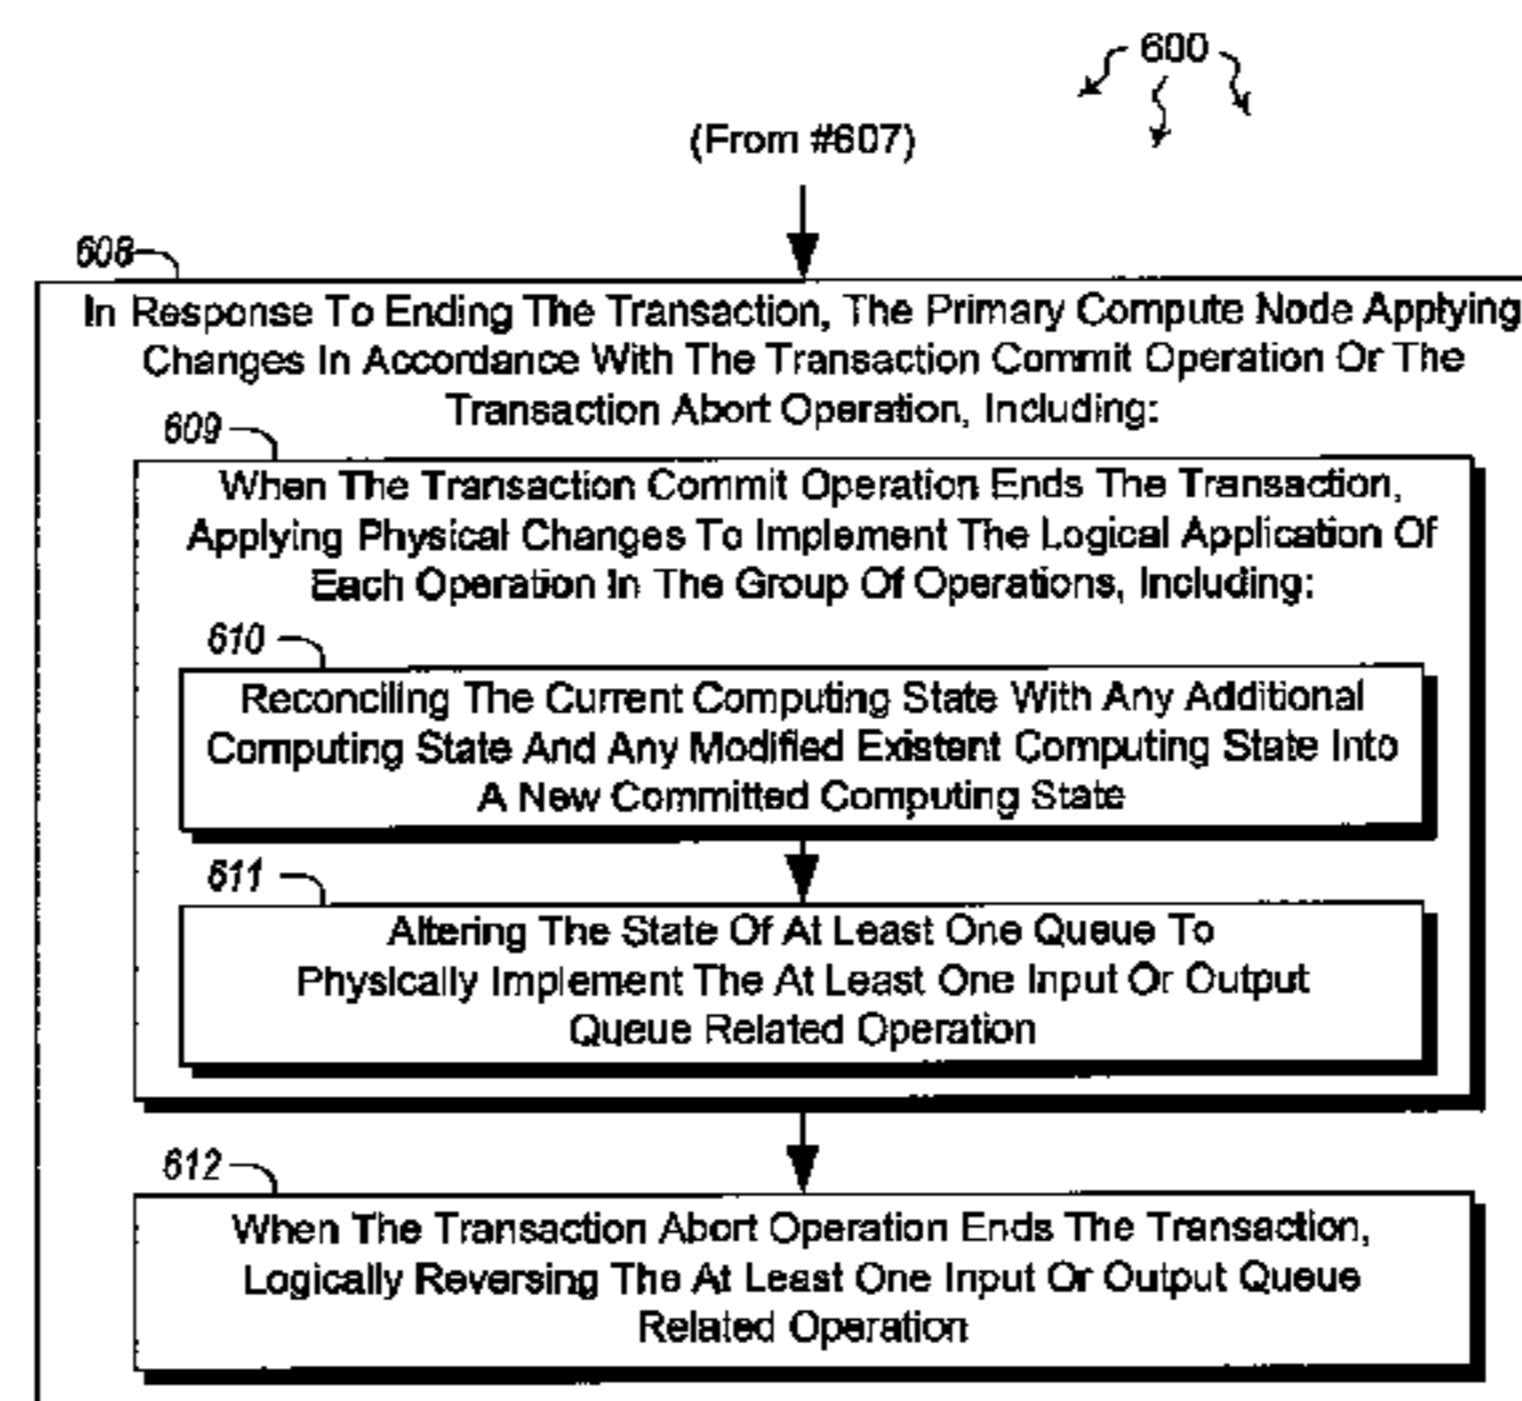 600
(From #607)
608
In Response To Ending The Transaction, The Primary Compute Node Applying
Changes In Accordance With The Transaction Commit Operation Or The
Transaction Abort Operation, Including:
609
When The Transaction Commit Operation Ends The Transaction,
Applying Physical Changes To Implement The Logical Application Of
Each Operation In The Group Of Operations, Including:
610
Reconciling The Current Computing State With Any Additional
Computing State And Any Modified Existent Computing State Into
A New Committed Computing State
611
Altering The State Of At Least One Queue To
Physically Implement The At Least One Input Or Output
Queue Related Operation
612
When The Transaction Abort Operation Ends The Transaction,
Logically Reversing The At Least One Input Or Output Queue
Related Operation